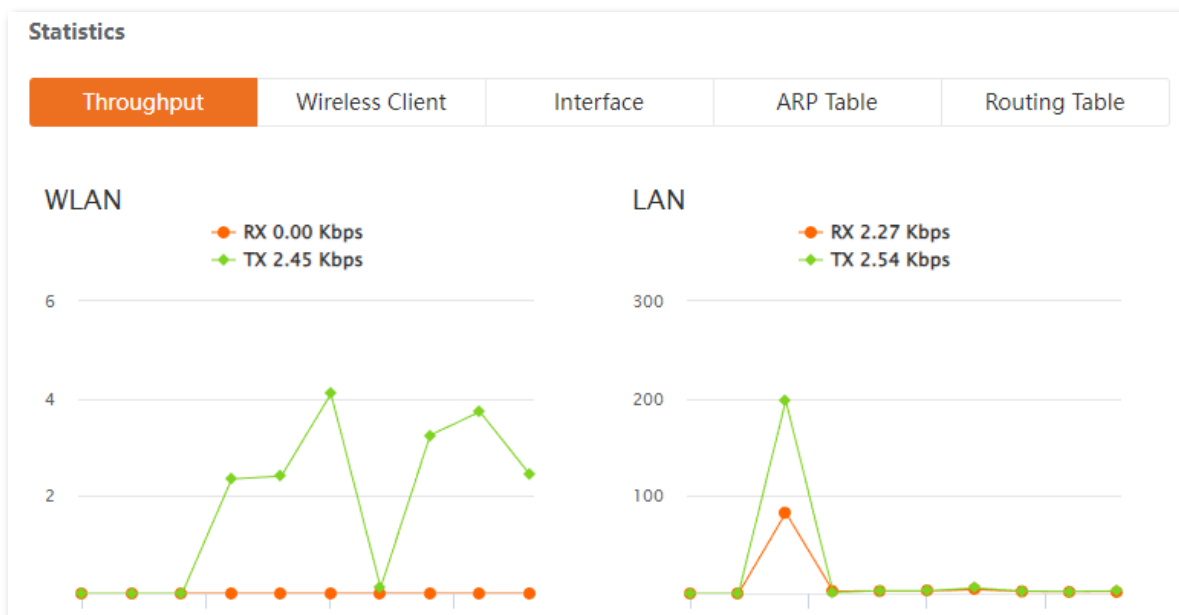 Statistics
Throughput Wireless Client Interface ARP Table Routing Table
WLAN
RX 0.00 Kbps
TX 2.45 Kbps
6
4
2
LAN
RX 2.27 Kbps
TX 2.54 Kbps
300
200
100